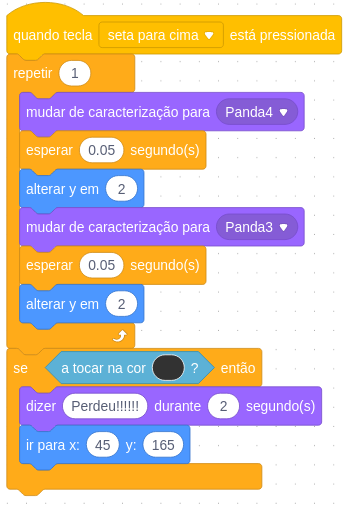 quando tecla seta para cima está pressionada
repetir 1
mudar de caracterização para Panda4
esperar 0.05 segundo(s)
alterar y em 2
mudar de caracterização para Panda3
esperar 0.05 segundo(s)
alterar y em 2
se a tocar na cor ? então
dizer Perdeu!!!!!! durante 2 segundo(s)
ir para x: 45 y: 165